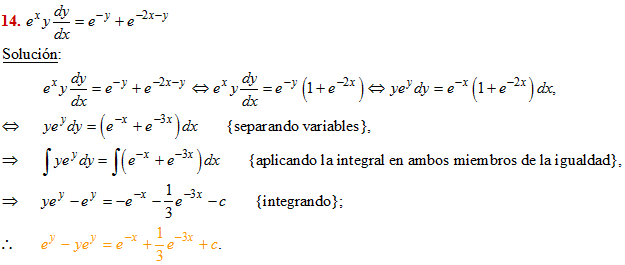 14. e^x y dy/dx = e^{-y} + e^{-2x-y}
Solución:
e^x y dy/dx = e^{-y} + e^{-2x-y} ⇔ e^x y dy/dx = e^{-y}(1 + e^{-2x}) ⇔ ye^y dy = e^{-x}(1 + e^{-2x})dx,
⇔ ye^y dy = (e^{-x} + e^{-3x})dx {separando variables},
⇒ ∫ye^y dy = ∫(e^{-x} + e^{-3x})dx {aplicando la integral en ambos miembros de la igualdad},
⇒ ye^y - e^y = -e^{-x} - 1/3 e^{-3x} - c {integrando};
∴ e^y - ye^y = e^{-x} + 1/3 e^{-3x} + c.